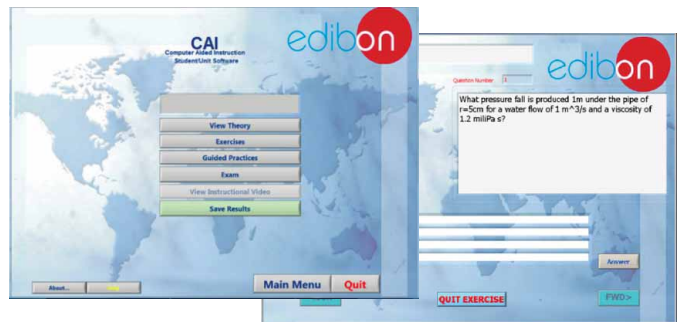 CAI
Computer Aided Instruction
Student/Unit Software
edibon
View Theory
Exercises
Guided Practices
Exam
View Instructional Video
Save Results
About...
Main Menu
Quit
edibon
Question Number 1
What pressure fall is produced 1m under the pipe of
r=5cm for a water flow of 1 m^3/s and a viscosity of
1.2 miliPa s?
Answer
QUIT EXERCISE
FWD>